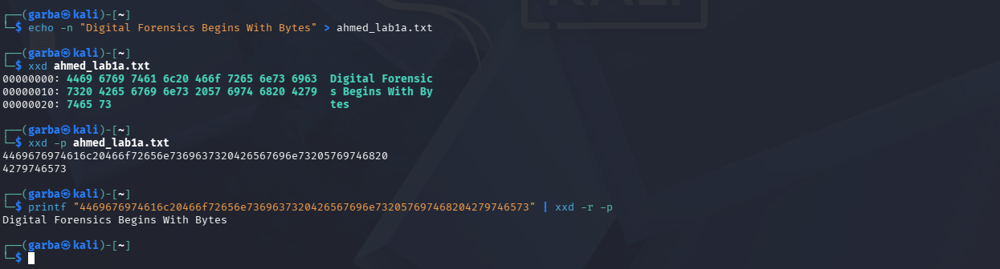 ┌──(garba㉿kali)-[~]
└─$ echo -n "Digital Forensics Begins With Bytes" > ahmed_lab1a.txt
┌──(garba㉿kali)-[~]
└─$ xxd ahmed_lab1a.txt
00000000: 4469 6769 7461 6c20 466f 7265 6e73 6963  Digital Forensic
00000010: 7320 4265 6769 6e73 2057 6974 6820 4279  s Begins With By
00000020: 7465 73                                  tes
┌──(garba㉿kali)-[~]
└─$ xxd -p ahmed_lab1a.txt
4469676974616c20466f72656e7369637320426567696e73205769746820
4279746573
┌──(garba㉿kali)-[~]
└─$ printf "4469676974616c20466f72656e7369637320426567696e732057697468204279746573" | xxd -r -p
Digital Forensics Begins With Bytes
┌──(garba㉿kali)-[~]
└─$